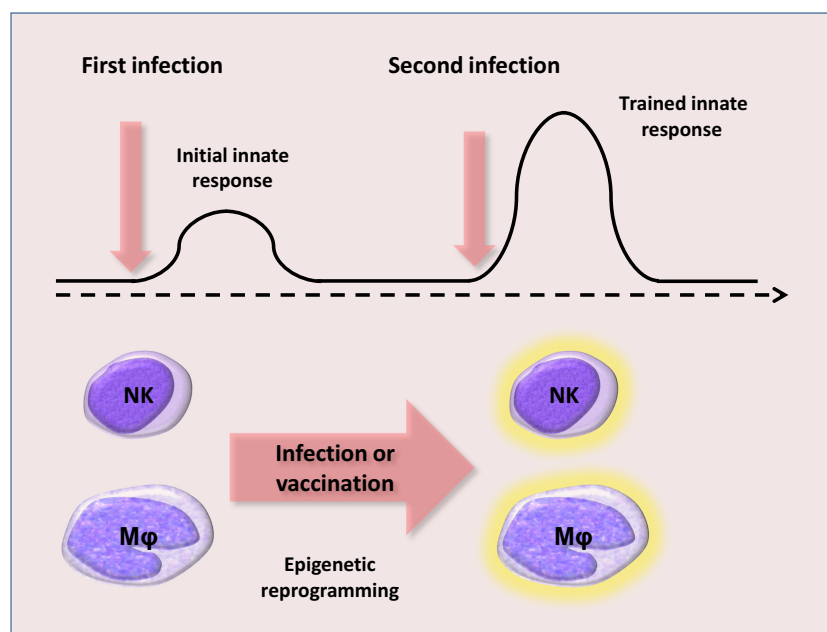 First infection
Second infection
Trained innate
response
Initial innate
response
NK
NK
Infection or
vaccination
Mφ
Mφ
Epigenetic
reprogramming